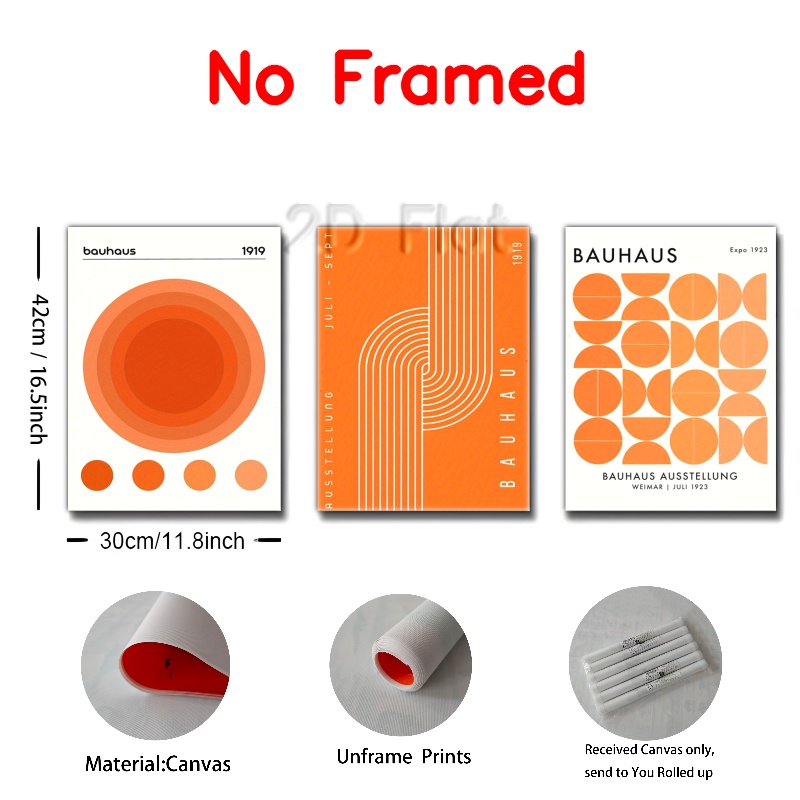 No Framed
2D Flat
42cm / 16.5inch
bauhaus 1919
JULI - SEPT
AUSSTELLUNG
1919
BAUHAUS
BAUHAUS Expo 1923
BAUHAUS AUSSTELLUNG
WEIMAR | JULI 1923
30cm/11.8inch
Material:Canvas
Unframe Prints
Received Canvas only,
send to You Rolled up